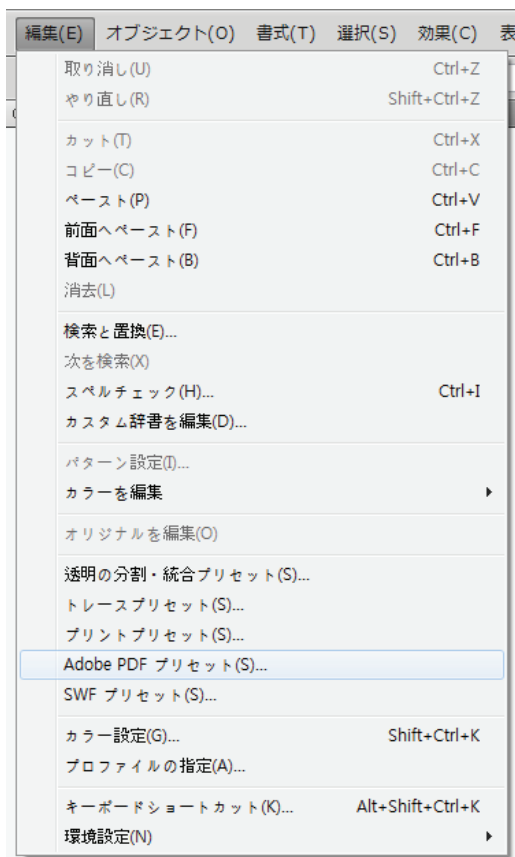 編集(E) オブジェクト(O) 書式(T) 選択(S) 効果(C) 表
取り消し(U) Ctrl+Z
やり直し(R) Shift+Ctrl+Z
カット(T) Ctrl+X
コピー(C) Ctrl+C
ペースト(P) Ctrl+V
前面へペースト(F) Ctrl+F
背面へペースト(B) Ctrl+B
消去(L)
検索と置換(E)...
次を検索(X)
スペルチェック(H)... Ctrl+I
カスタム辞書を編集(D)...
パターン設定(I)...
カラーを編集
オリジナルを編集(O)
透明の分割・統合プリセット(S)...
トレースプリセット(S)...
プリントプリセット(S)...
Adobe PDF プリセット(S)...
SWF プリセット(S)...
カラー設定(G)... Shift+Ctrl+K
プロファイルの指定(A)...
キーボードショートカット(K)... Alt+Shift+Ctrl+K
環境設定(N)